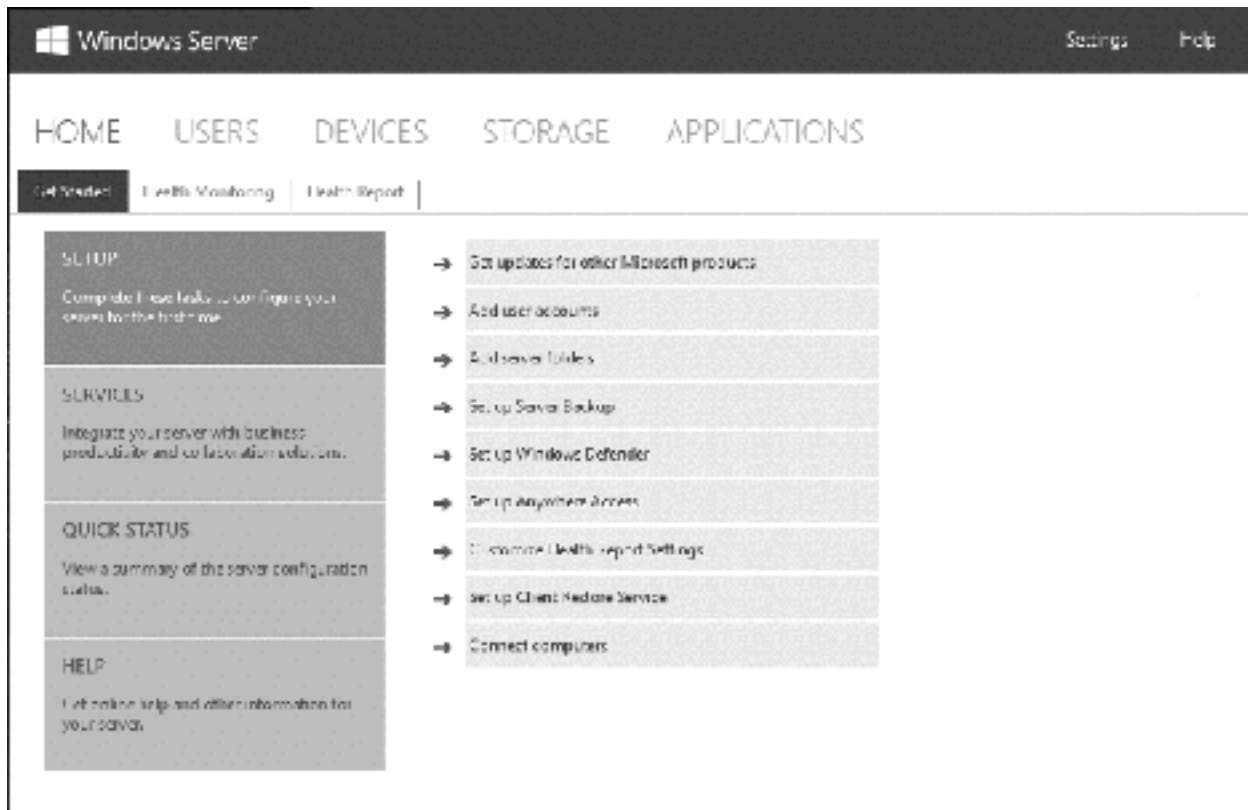 Windows Server
Settings Help
HOME USERS DEVICES STORAGE APPLICATIONS
Get Started Health Monitoring Health Report
SETUP
Complete these tasks to configure your
server for the first time.
SERVICES
Integrate your server with business
productivity and collaboration solutions.
QUICK STATUS
View a summary of the server configuration
status.
HELP
Get online help and other information for
your server.
Get updates for other Microsoft products
Add user accounts
Add server folders
Set up Server Backup
Set up Windows Defender
Set up Anywhere Access
Customize Health Report Settings
Set up Client Restore Service
Connect computers